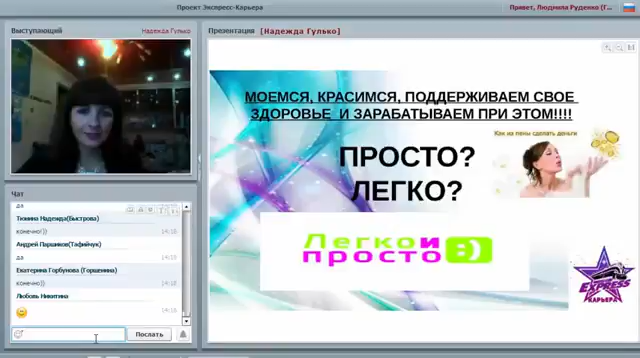 Проект Экспресс-Карьера
Привет, Людмила Руденко (Г...
Выступающий
Надежда Гулько
Презентация [Надежда Гулько]
МОЕМСЯ, КРАСИМСЯ, ПОДДЕРЖИВАЕМ СВОЕ
ЗДОРОВЬЕ И ЗАРАБАТЫВАЕМ ПРИ ЭТОМ!!!!
Как из пены сделать деньги
ПРОСТО?
ЛЕГКО?
Легко и
просто
EXPRESS
КАРЬЕРА
Чат
да
Тюнина Надежда(Быстрова)
конечно!))
14:18
Андрей Паршиков(Тафийчук)
да
14:18
Екатерина Горбунова (Горшенина)
конечно))
14:18
Любовь Никитина
14:18
Послать